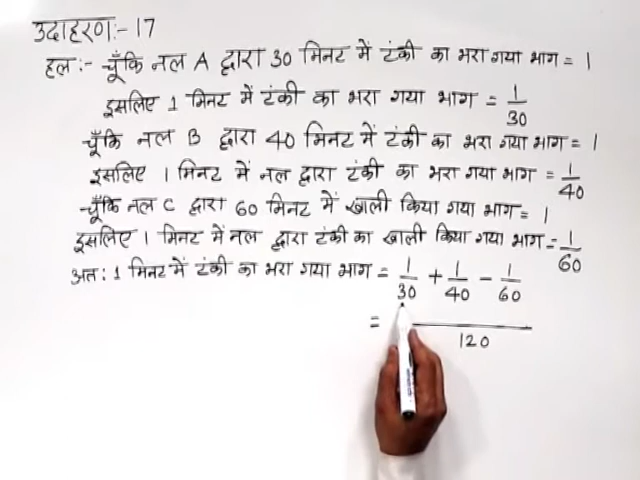 उदाहरण:- 17
हल:- चूँकि नल A द्वारा 30 मिनट में टंकी का भरा गया भाग = 1
इसलिए 1 मिनट में टंकी का भरा गया भाग = 1/30
चूँकि नल B द्वारा 40 मिनट में टंकी का भरा गया भाग = 1
इसलिए 1 मिनट में नल द्वारा टंकी का भरा गया भाग = 1/40
चूँकि नल C द्वारा 60 मिनट में खाली किया गया भाग = 1
इसलिए 1 मिनट में नल द्वारा टंकी का खाली किया गया भाग = 1/60
अत: 1 मिनट में टंकी का भरा गया भाग = 1/30 + 1/40 - 1/60
= /120